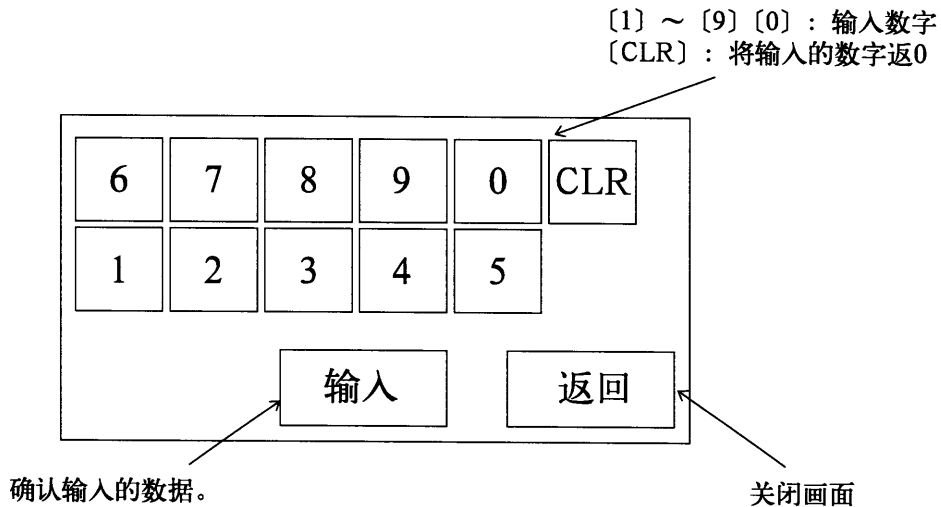 〔1〕～〔9〕〔0〕：输入数字
〔CLR〕：将输入的数字返0
6 7 8 9 0 CLR
1 2 3 4 5
输入 返回
确认输入的数据。
关闭画面